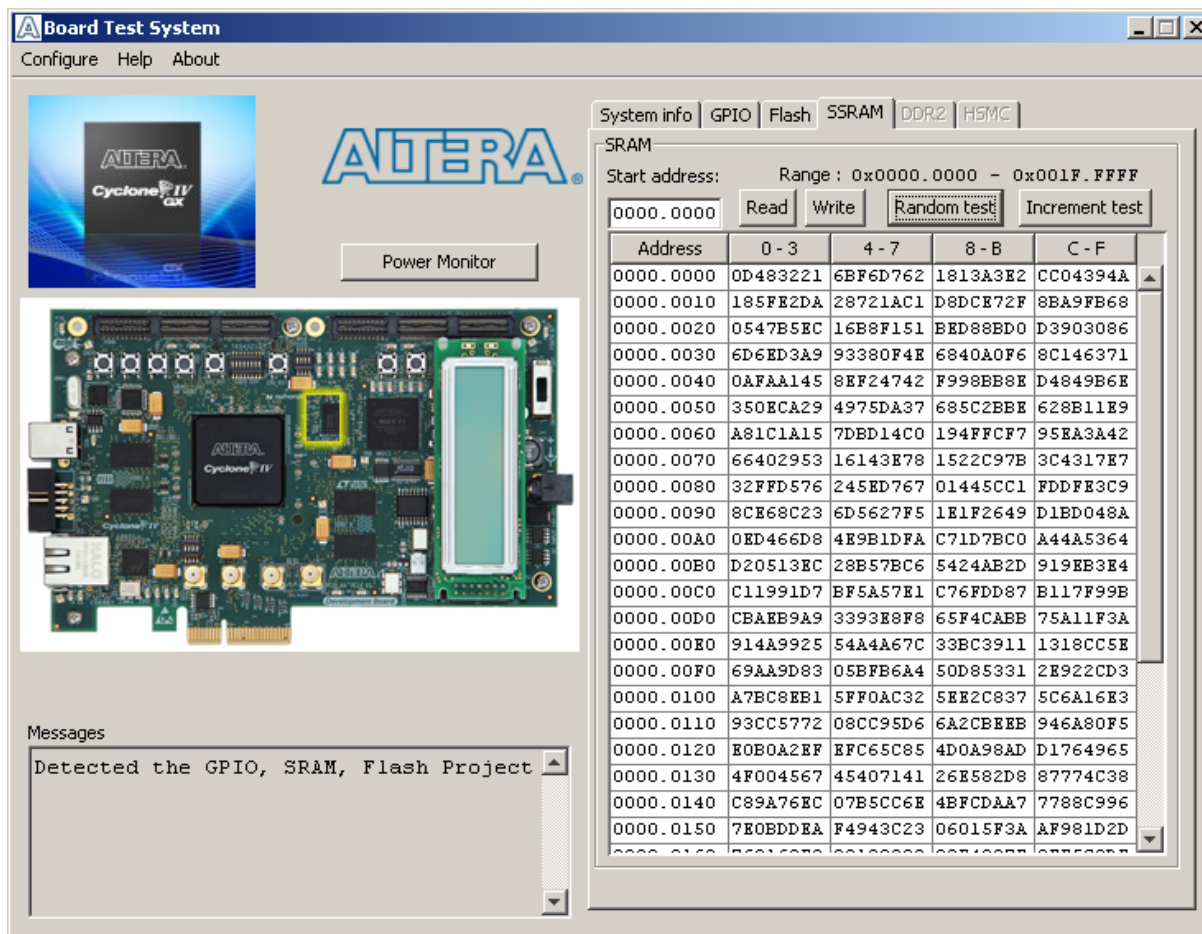 Board Test System
Configure Help About
ALTERA
Cyclone IV
GX
ALTERA®
Power Monitor
ALTERA
Cyclone IV
Cyclone IV
ALTERA
Development Board
Messages
Detected the GPIO, SRAM, Flash Project
System info GPIO Flash SSRAM DDR2 HSMC
SRAM
Start address: Range : 0x0000.0000 - 0x001F.FFFF
0000.0000 Read Write Random test Increment test
Address 0 - 3 4 - 7 8 - B C - F
0000.0000 0D483221 6BF6D762 1813A3E2 CC04394A
0000.0010 185FE2DA 28721AC1 D8DCE72F 8BA9FB68
0000.0020 0547B5EC 16B8F151 BED88BD0 D3903086
0000.0030 6D6ED3A9 93380F4E 6840A0F6 8C146371
0000.0040 0AFAA145 8EF24742 F998BB8E D4849B6E
0000.0050 350ECA29 4975DA37 685C2BBE 628B11E9
0000.0060 A81C1A15 7DBD14C0 194FFCF7 95EA3A42
0000.0070 66402953 16143E78 1522C97B 3C4317E7
0000.0080 32FFD576 245ED767 01445CC1 FDDFE3C9
0000.0090 8CE68C23 6D5627F5 1E1F2649 D1BD048A
0000.00A0 0ED466D8 4E9B1DFA C71D7BC0 A44A5364
0000.00B0 D20513EC 28B57BC6 5424AB2D 919EB3E4
0000.00C0 C11991D7 BF5A57E1 C76FDD87 B117F99B
0000.00D0 CBAEB9A9 3393E8F8 65F4CABB 75A11F3A
0000.00E0 914A9925 54A4A67C 33BC3911 1318CC5E
0000.00F0 69AA9D83 05BFB6A4 50D85331 2E922CD3
0000.0100 A7BC8EB1 5FF0AC32 5EE2C837 5C6A16E3
0000.0110 93CC5772 08CC95D6 6A2CBEEB 946A80F5
0000.0120 E0B0A2EF EFC65C85 4D0A98AD D1764965
0000.0130 4F004567 45407141 26E582D8 87774C38
0000.0140 C89A76EC 07B5CC6E 4BFCDAA7 7788C996
0000.0150 7E0BDDEA F4943C23 06015F3A AF981D2D